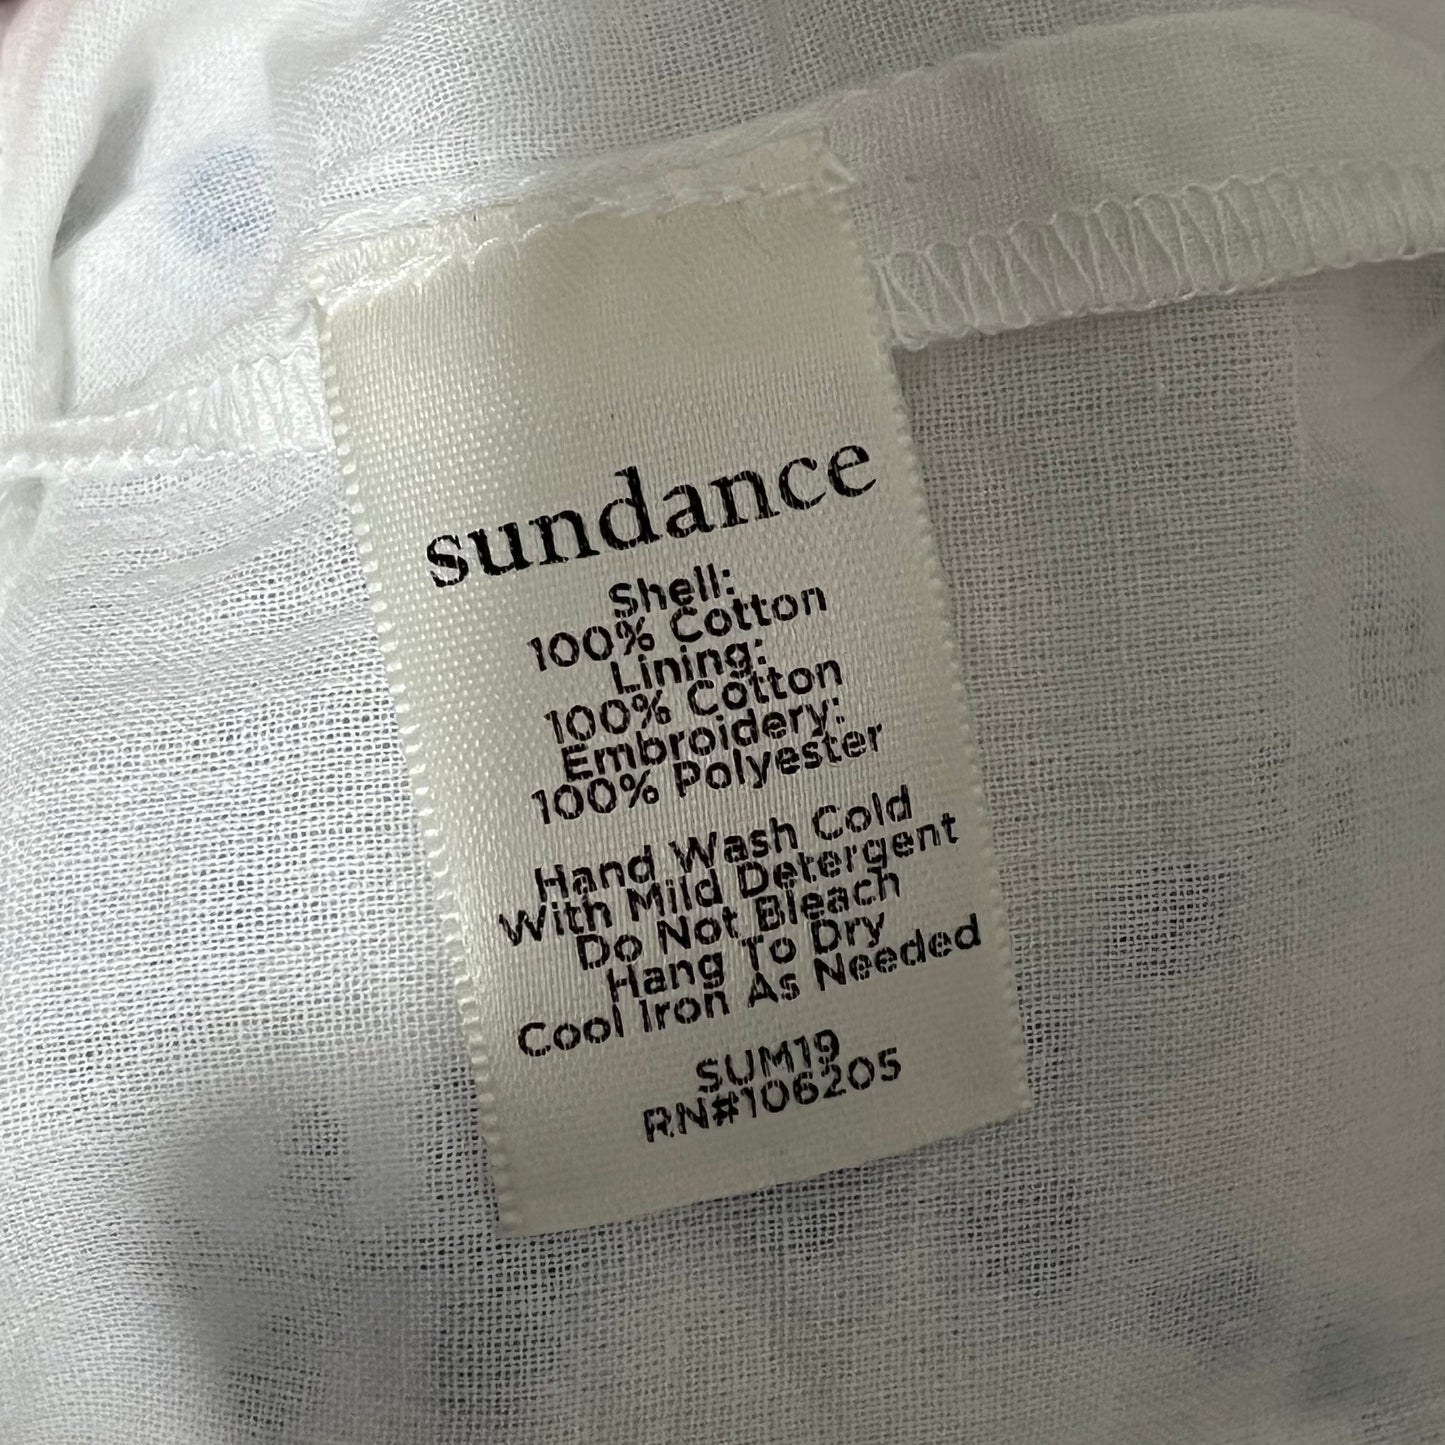 sundance
Shell:
100% Cotton
Lining:
100% Cotton
Embroidery:
100% Polyester
Hand Wash Cold
With Mild Detergent
Do Not Bleach
Hang To Dry
Cool Iron As Needed
SUM19
RN#106205